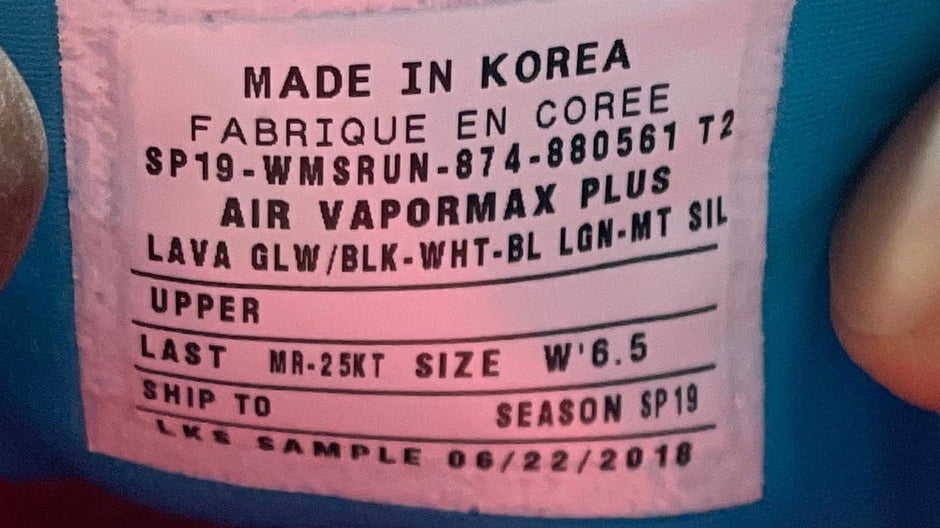 MADE IN KOREA
FABRIQUE EN COREE
SP19-WMSRUN-874-880561 T2
AIR VAPORMAX PLUS
LAVA GLW/BLK-WHT-BL LGN-MT SIL
UPPER
LAST MR-25KT SIZE W'6.5
SHIP TO SEASON SP19
LKS SAMPLE 06/22/2018